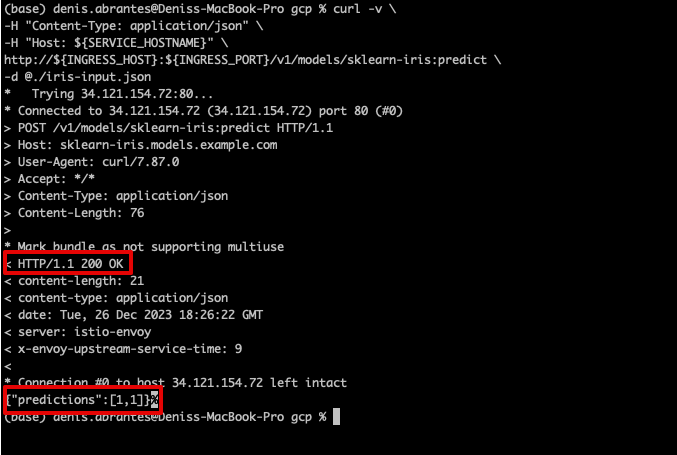 (base) denis.abrantes@Deniss-MacBook-Pro gcp % curl -v \
-H "Content-Type: application/json" \
-H "Host: ${SERVICE_HOSTNAME}" \
http://${INGRESS_HOST}:${INGRESS_PORT}/v1/models/sklearn-iris:predict \
-d @./iris-input.json
*   Trying 34.121.154.72:80...
* Connected to 34.121.154.72 (34.121.154.72) port 80 (#0)
> POST /v1/models/sklearn-iris:predict HTTP/1.1
> Host: sklearn-iris.models.example.com
> User-Agent: curl/7.87.0
> Accept: */*
> Content-Type: application/json
> Content-Length: 76
>
* Mark bundle as not supporting multiuse
< HTTP/1.1 200 OK
< content-length: 21
< content-type: application/json
< date: Tue, 26 Dec 2023 18:26:22 GMT
< server: istio-envoy
< x-envoy-upstream-service-time: 9
<
* Connection #0 to host 34.121.154.72 left intact
{"predictions":[1,1]}%
(base) denis.abrantes@Deniss-MacBook-Pro gcp %